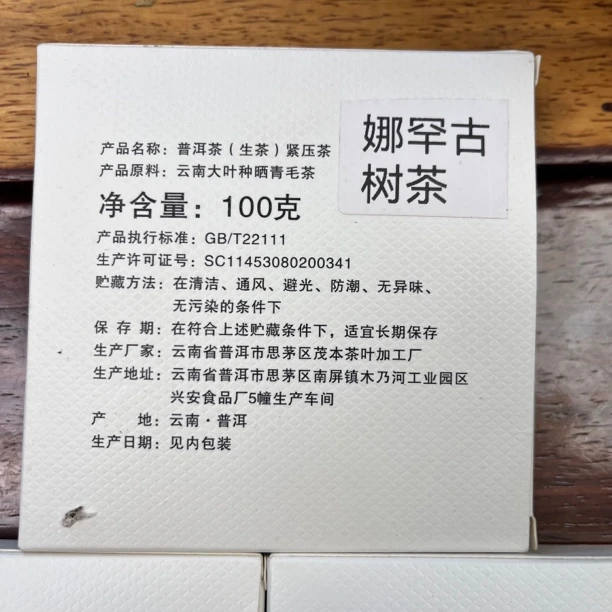 娜罕古
树茶
产品名称：普洱茶（生茶）紧压茶
产品原料：云南大叶种晒青毛茶
净含量：100克
产品执行标准：GB/T22111
生产许可证号：SC11453080200341
贮藏方法：在清洁、通风、避光、防潮、无异味、
无污染的条件下
保存期：在符合上述贮藏条件下，适宜长期保存
生产厂家：云南省普洱市思茅区茂本茶叶加工厂
生产地址：云南省普洱市思茅区南屏镇木乃河工业园区
兴安食品厂5幢生产车间
产地：云南·普洱
生产日期：见内包装